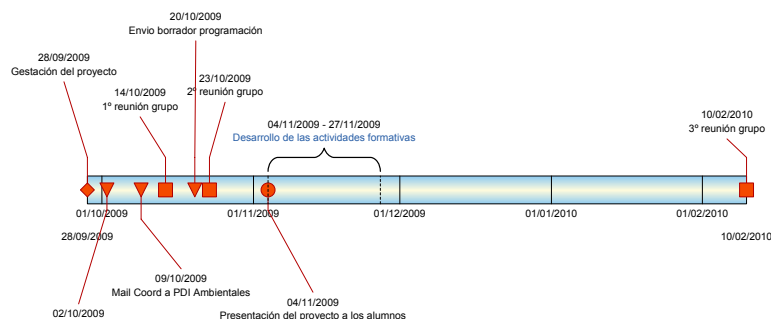 20/10/2009
Envio borrador programación
28/09/2009
Gestación del proyecto
14/10/2009
1º reunión grupo
23/10/2009
2º reunión grupo
04/11/2009 - 27/11/2009
Desarrollo de las actividades formativas
10/02/2010
3º reunión grupo
01/10/2009
01/11/2009
01/12/2009
01/01/2010
01/02/2010
28/09/2009
10/02/2010
09/10/2009
Mail Coord a PDI Ambientales
02/10/2009
04/11/2009
Presentación del proyecto a los alumnos